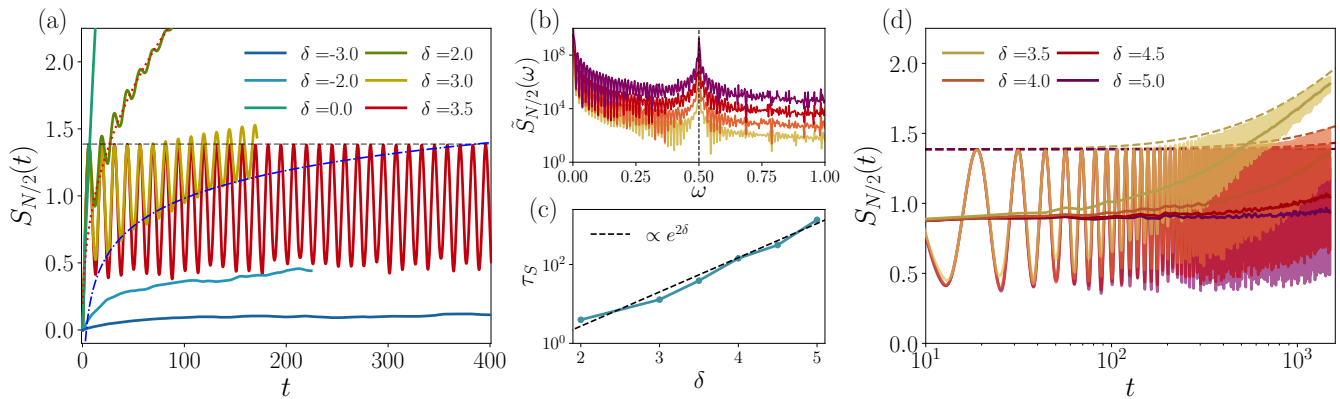 (a)
S_{N/2}(t)
2.0
1.5
1.0
0.5
0.0
δ =-3.0
δ =-2.0
δ =0.0
δ =2.0
δ =3.0
δ =3.5
0 100 200 300 400
t
(b)
S̃_{N/2}(ω)
10^8
10^4
10^0
0.00 0.25 0.50 0.75 1.00
ω
(c)
τ_S
10^2
10^0
∝ e^{2δ}
2 3 4 5
δ
(d)
S_{N/2}(t)
2.0
1.5
1.0
0.5
0.0
δ =3.5
δ =4.0
δ =4.5
δ =5.0
10^1 10^2 10^3
t